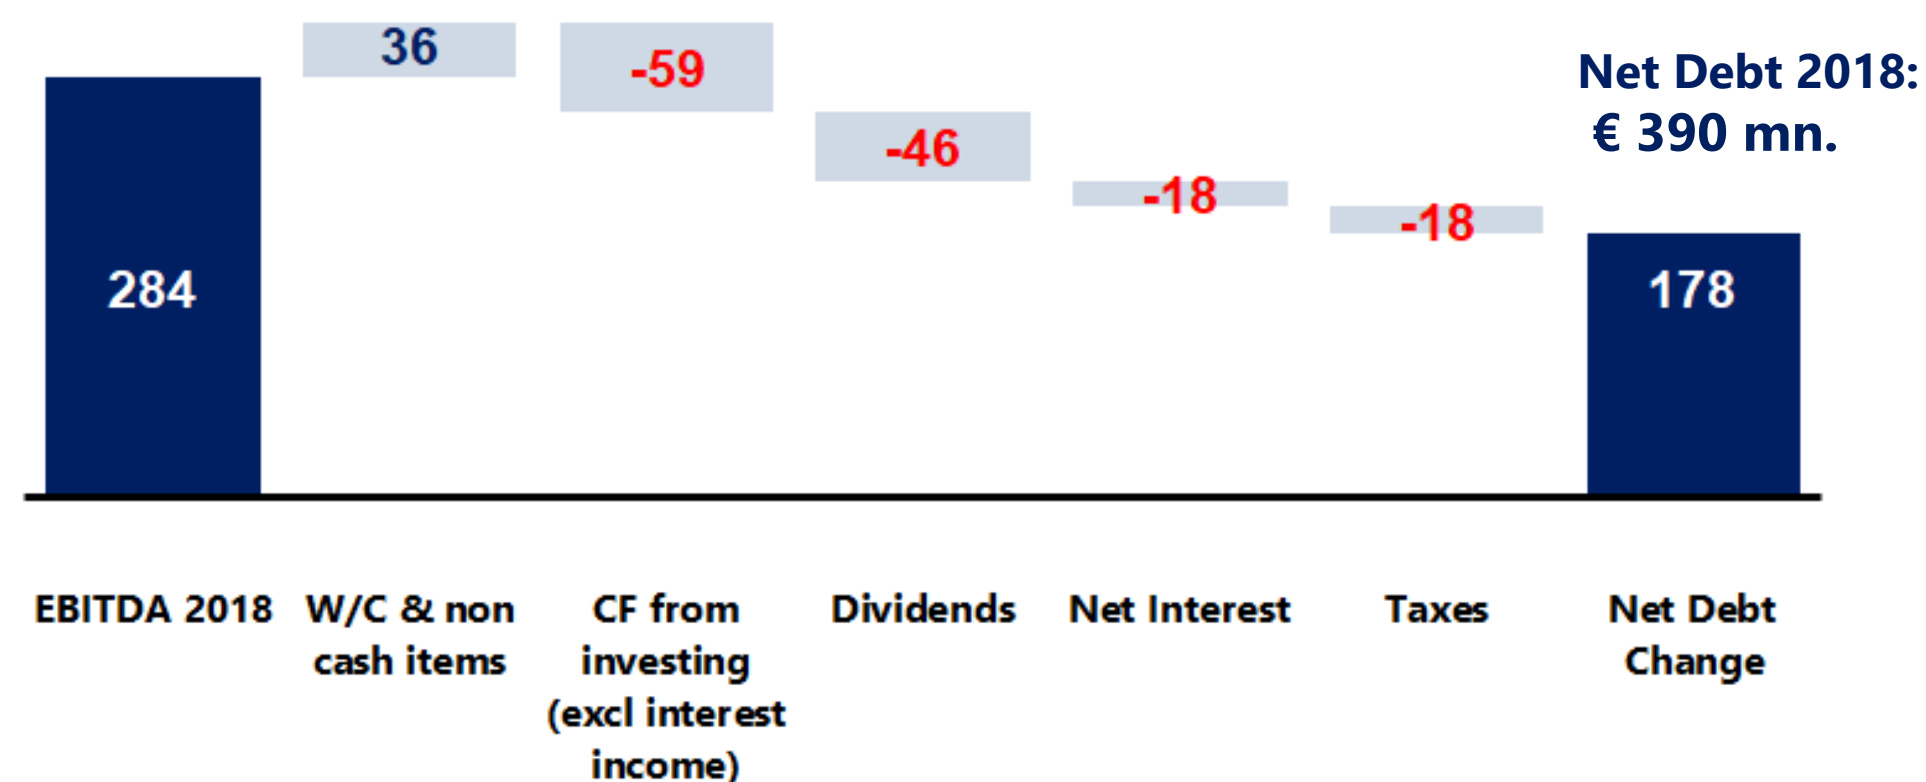 36
-59
Net Debt 2018:
€ 390 mn.
-46
-18
-18
284
178
EBITDA 2018
W/C & non
cash items
CF from
investing
(excl interest
income)
Dividends
Net Interest
Taxes
Net Debt
Change